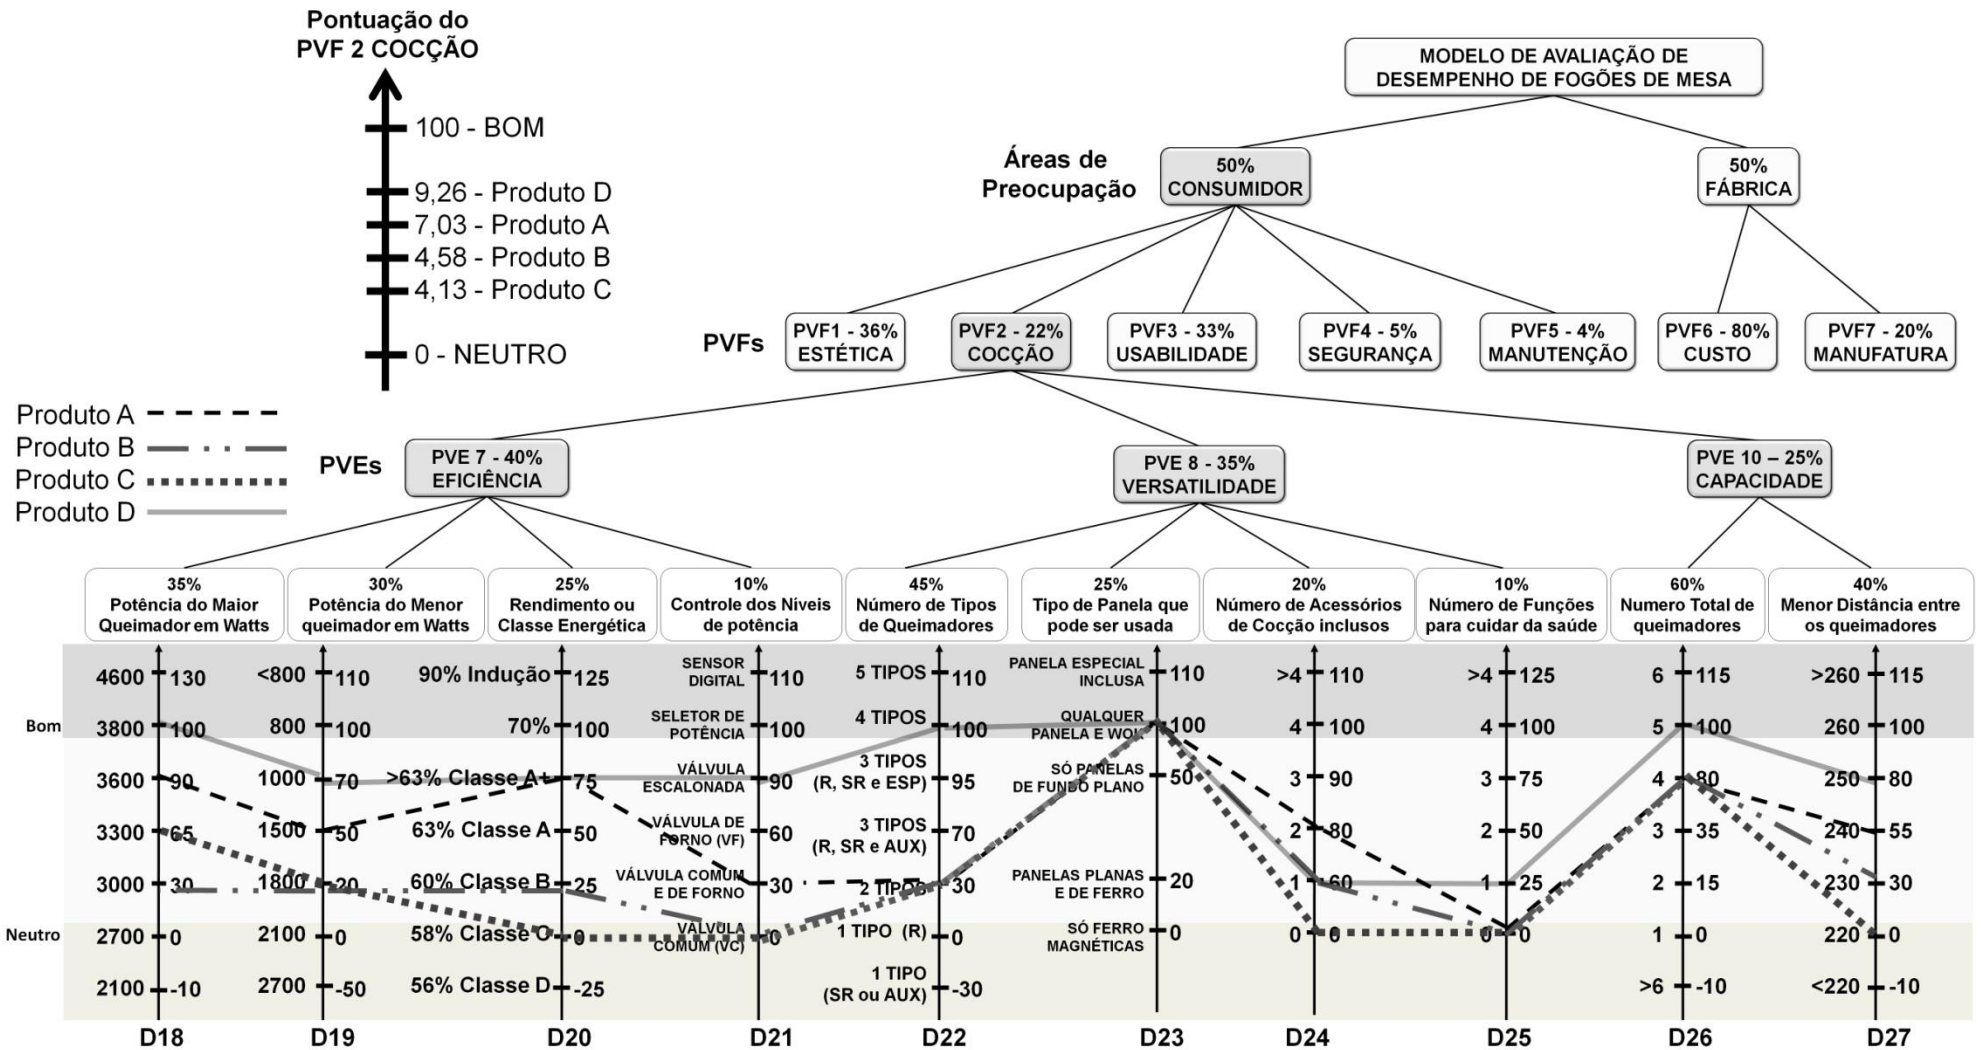 Pontuação do
PVF 2 COCÇÃO
100 - BOM
9,26 - Produto D
7,03 - Produto A
4,58 - Produto B
4,13 - Produto C
0 - NEUTRO
MODELO DE AVALIAÇÃO DE
DESEMPENHO DE FOGÕES DE MESA
Áreas de
Preocupação
50%
CONSUMIDOR
50%
FÁBRICA
PVFs
PVF1 - 36%
ESTÉTICA
PVF2 - 22%
COCÇÃO
PVF3 - 33%
USABILIDADE
PVF4 - 5%
SEGURANÇA
PVF5 - 4%
MANUTENÇÃO
PVF6 - 80%
CUSTO
PVF7 - 20%
MANUFATURA
Produto A
Produto B
Produto C
Produto D
PVEs
PVE 7 - 40%
EFICIÊNCIA
PVE 8 - 35%
VERSATILIDADE
PVE 10 – 25%
CAPACIDADE
35%
Potência do Maior
Queimador em Watts
30%
Potência do Menor
queimador em Watts
25%
Rendimento ou
Classe Energética
10%
Controle dos Níveis
de potência
45%
Número de Tipos
de Queimadores
25%
Tipo de Panela que
pode ser usada
20%
Número de Acessórios
de Cocção inclusos
10%
Número de Funções
para cuidar da saúde
60%
Numero Total de
queimadores
40%
Menor Distância entre
os queimadores
Bom
Neutro
4600 130
3800 100
3600 90
3300 65
3000 30
2700 0
2100 -10
D18
<800 110
800 100
1000 70
1500 50
1800 20
2100 0
2700 -50
D19
90% Indução 125
70% 100
>63% Classe A+ 75
63% Classe A 50
60% Classe B 25
58% Classe C 0
56% Classe D -25
D20
SENSOR
DIGITAL 110
SELETOR DE
POTÊNCIA 100
VÁLVULA
ESCALONADA 90
VÁLVULA DE
FORNO (VF) 60
VÁLVULA COMUM
E DE FORNO 30
VÁLVULA
COMUM (VC) 0
D21
5 TIPOS 110
4 TIPOS 100
3 TIPOS
(R, SR e ESP) 95
3 TIPOS
(R, SR e AUX) 70
2 TIPOS 30
1 TIPO (R) 0
1 TIPO
(SR ou AUX) -30
D22
PANELA ESPECIAL
INCLUSA 110
QUALQUER
PANELA E WOK 100
SÓ PANELAS
DE FUNDO PLANO 50
PANELAS PLANAS
E DE FERRO 20
SÓ FERRO
MAGNÉTICAS 0
D23
>4 110
4 100
3 90
2 80
1 60
0 0
D24
>4 125
4 100
3 75
2 50
1 25
0 0
D25
6 115
5 100
4 80
3 35
2 15
1 0
>6 -10
D26
>260 115
260 100
250 80
240 55
230 30
220 0
<220 -10
D27